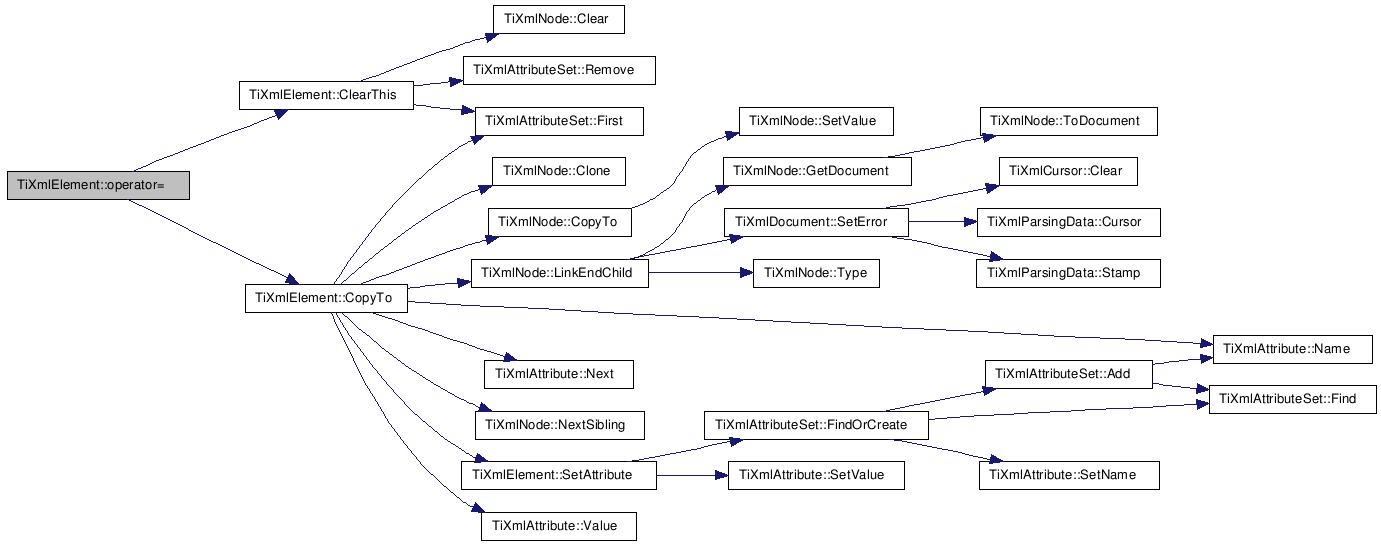 TiXmlElement::operator=
TiXmlElement::ClearThis
TiXmlElement::CopyTo
TiXmlNode::Clear
TiXmlAttributeSet::Remove
TiXmlAttributeSet::First
TiXmlNode::Clone
TiXmlNode::CopyTo
TiXmlNode::LinkEndChild
TiXmlAttribute::Next
TiXmlNode::NextSibling
TiXmlElement::SetAttribute
TiXmlAttribute::Value
TiXmlNode::SetValue
TiXmlNode::GetDocument
TiXmlDocument::SetError
TiXmlNode::Type
TiXmlAttributeSet::FindOrCreate
TiXmlAttribute::SetValue
TiXmlNode::ToDocument
TiXmlCursor::Clear
TiXmlParsingData::Cursor
TiXmlParsingData::Stamp
TiXmlAttributeSet::Add
TiXmlAttribute::SetName
TiXmlAttribute::Name
TiXmlAttributeSet::Find